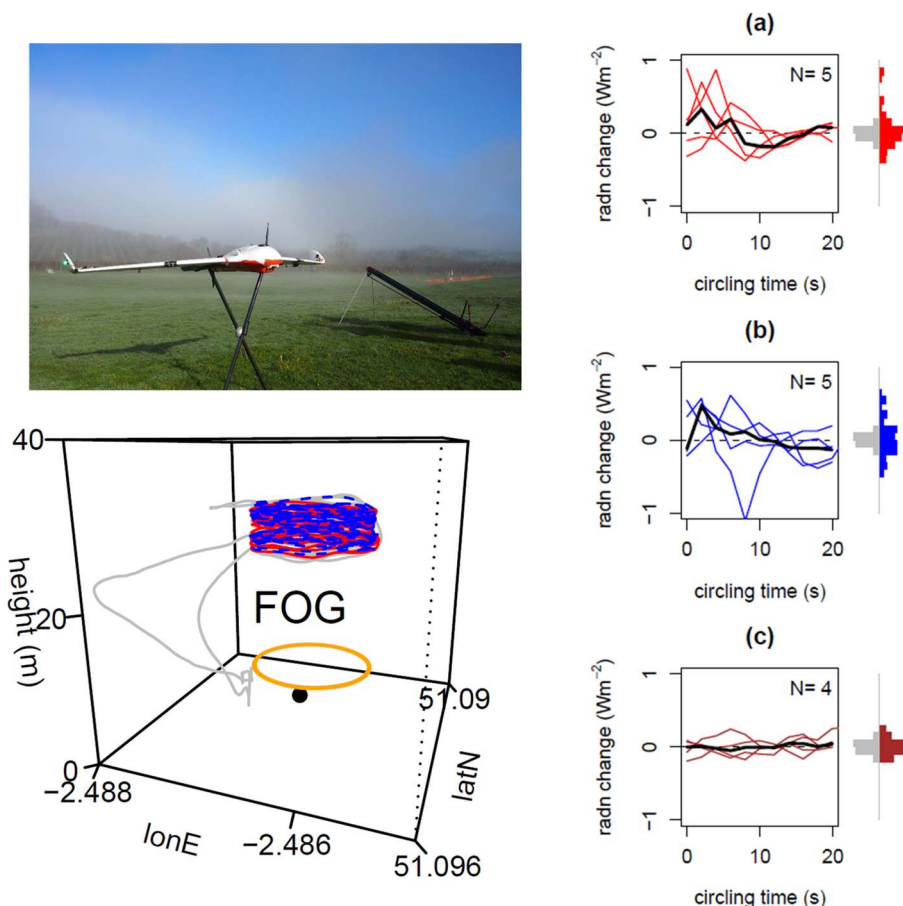 (a)
radn change (Wm−2)
1
0
−1
N= 5
0 10 20
circling time (s)
(b)
radn change (Wm−2)
1
0
−1
N= 5
0 10 20
circling time (s)
(c)
radn change (Wm−2)
1
0
−1
N= 4
0 10 20
circling time (s)
40
20
0
height (m)
FOG
−2.488
−2.486
lonE
51.09
latN
51.096